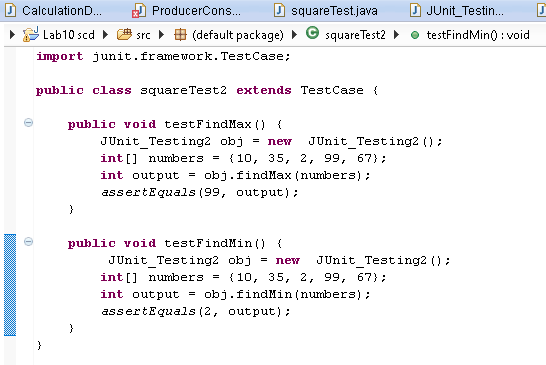 CalculationD... ProducerCons... squareTest.java JUnit_Testin...
Lab10 scd src (default package) squareTest2 testFindMin() : void
import junit.framework.TestCase;
public class squareTest2 extends TestCase {
public void testFindMax() {
JUnit_Testing2 obj = new  JUnit_Testing2();
int[] numbers = {10, 35, 2, 99, 67};
int output = obj.findMax(numbers);
assertEquals(99, output);
}
public void testFindMin() {
JUnit_Testing2 obj = new  JUnit_Testing2();
int[] numbers = {10, 35, 2, 99, 67};
int output = obj.findMin(numbers);
assertEquals(2, output);
}
}